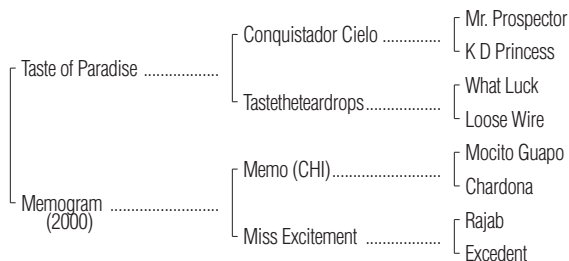 Mr. Prospector
Conquistador Cielo ..............
K D Princess
Taste of Paradise ..................
What Luck
Tastetheteardrops..................
Loose Wire
Mocito Guapo
Memo (CHI).......................
Chardona
Memogram ..........................
(2000)
Rajab
Miss Excitement ..................
Excedent